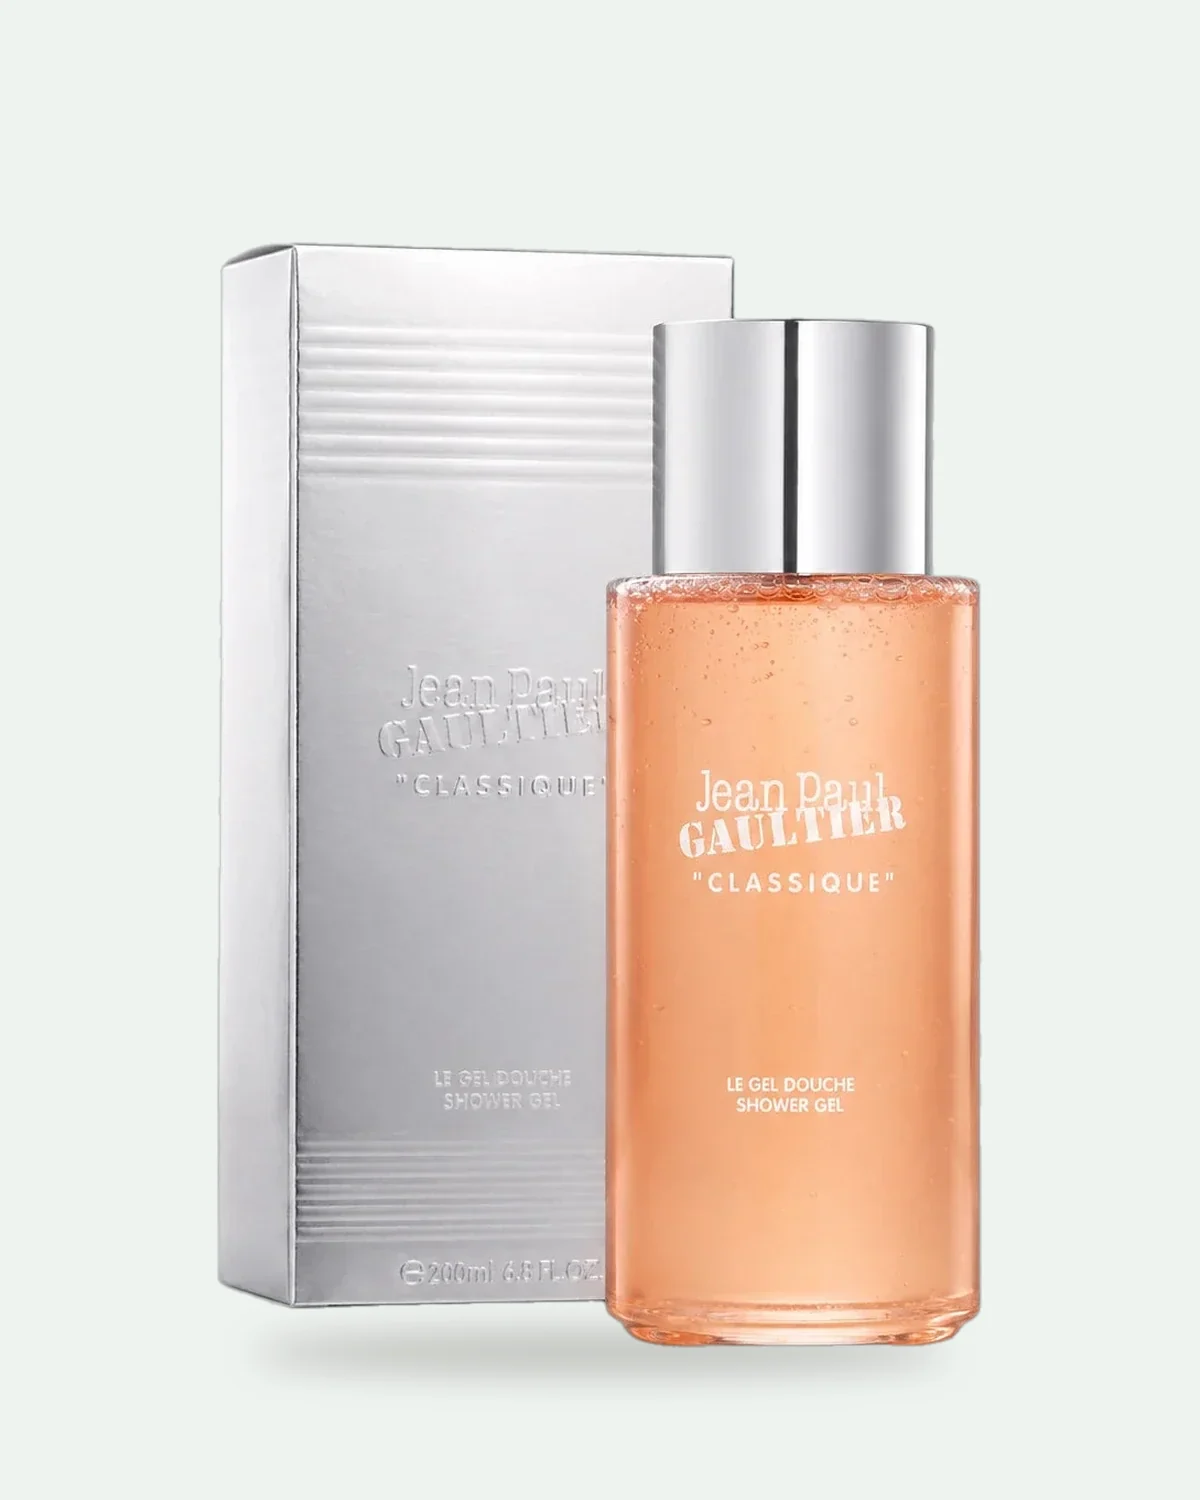 Jean Paul
GAULTIER
"CLASSIQUE"
LE GEL DOUCHE
SHOWER GEL
℮200ml 6.8 FL.OZ.
Jean Paul
GAULTIER
"CLASSIQUE"
LE GEL DOUCHE
SHOWER GEL